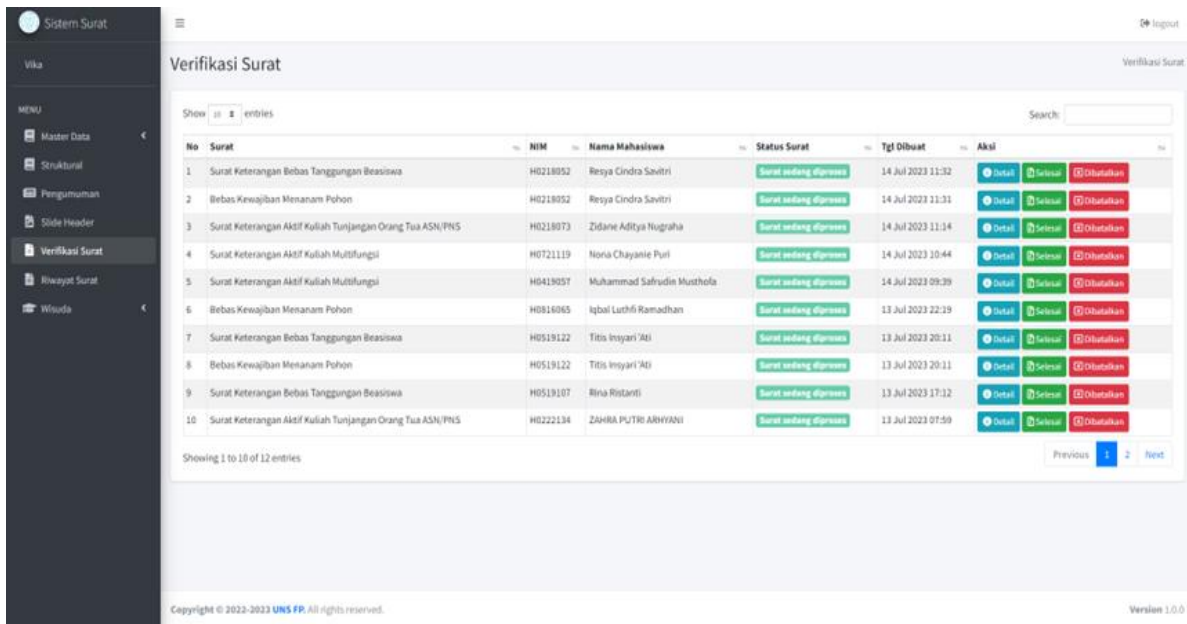 Sistem Surat
logout
Vika
Verifikasi Surat
Verifikasi Surat
MENU
Master Data
Struktural
Pengumuman
Slide Header
Verifikasi Surat
Riwayat Surat
Wisuda
Show 10 entries
Search:
No Surat NIM Nama Mahasiswa Status Surat Tgl Dibuat Aksi
1 Surat Keterangan Bebas Tanggungan Beasiswa H0218052 Resya Cindra Savitri Surat sedang diproses 14 Jul 2023 11:32 Detail Selesai Dibatalkan
2 Bebas Kewajiban Menanam Pohon H0218052 Resya Cindra Savitri Surat sedang diproses 14 Jul 2023 11:31 Detail Selesai Dibatalkan
3 Surat Keterangan Aktif Kuliah Tunjangan Orang Tua ASN/PNS H0218073 Zidane Aditya Nugraha Surat sedang diproses 14 Jul 2023 11:14 Detail Selesai Dibatalkan
4 Surat Keterangan Aktif Kuliah Multifungsi H0721119 Nona Chayanie Puri Surat sedang diproses 14 Jul 2023 10:44 Detail Selesai Dibatalkan
5 Surat Keterangan Aktif Kuliah Multifungsi H0419057 Muhammad Safrudin Musthola Surat sedang diproses 14 Jul 2023 09:39 Detail Selesai Dibatalkan
6 Bebas Kewajiban Menanam Pohon H0816065 Iqbal Luthfi Ramadhan Surat sedang diproses 13 Jul 2023 22:19 Detail Selesai Dibatalkan
7 Surat Keterangan Bebas Tanggungan Beasiswa H0519122 Titis Insyari 'Ati Surat sedang diproses 13 Jul 2023 20:11 Detail Selesai Dibatalkan
8 Bebas Kewajiban Menanam Pohon H0519122 Titis Insyari 'Ati Surat sedang diproses 13 Jul 2023 20:11 Detail Selesai Dibatalkan
9 Surat Keterangan Bebas Tanggungan Beasiswa H0519107 Rina Ristanti Surat sedang diproses 13 Jul 2023 17:12 Detail Selesai Dibatalkan
10 Surat Keterangan Aktif Kuliah Tunjangan Orang Tua ASN/PNS H0222134 ZAHRA PUTRI ARHYANI Surat sedang diproses 13 Jul 2023 07:59 Detail Selesai Dibatalkan
Showing 1 to 10 of 12 entries
Previous 1 2 Next
Copyright © 2022-2023 UNS FP. All rights reserved.
Version 1.0.0